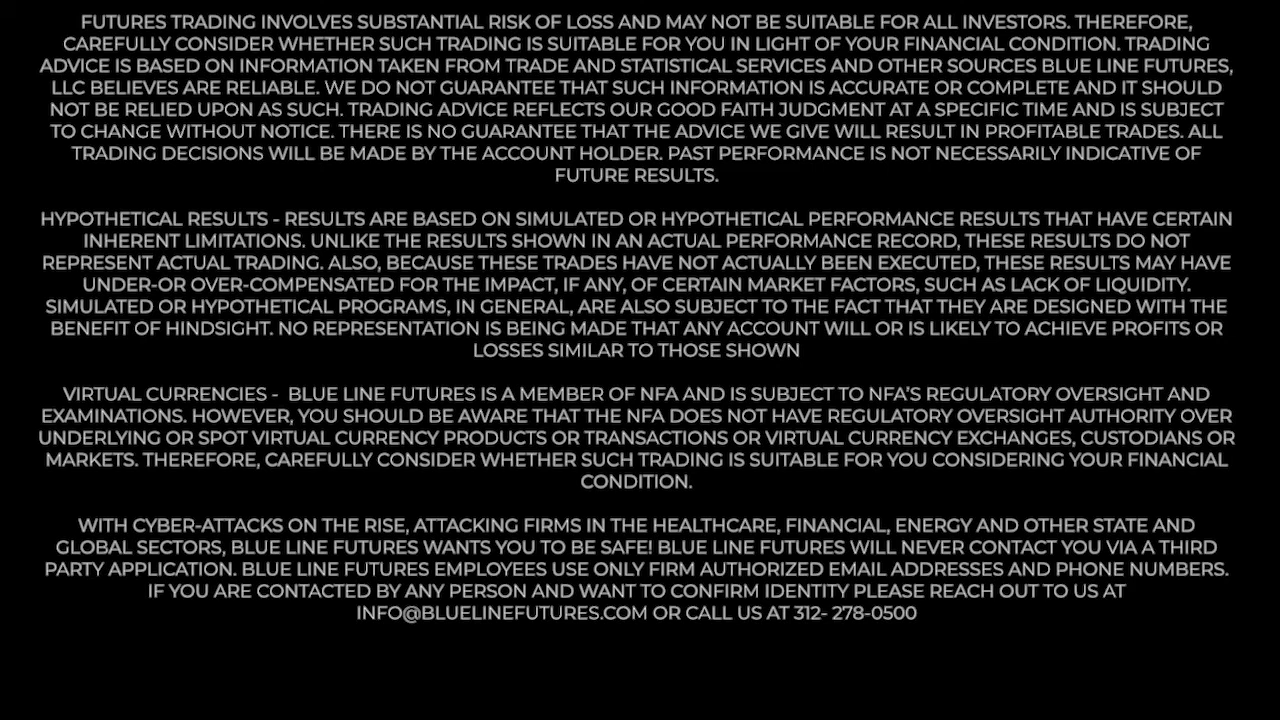 FUTURES TRADING INVOLVES SUBSTANTIAL RISK OF LOSS AND MAY NOT BE SUITABLE FOR ALL INVESTORS. THEREFORE,
CAREFULLY CONSIDER WHETHER SUCH TRADING IS SUITABLE FOR YOU IN LIGHT OF YOUR FINANCIAL CONDITION. TRADING
ADVICE IS BASED ON INFORMATION TAKEN FROM TRADE AND STATISTICAL SERVICES AND OTHER SOURCES BLUE LINE FUTURES,
LLC BELIEVES ARE RELIABLE. WE DO NOT GUARANTEE THAT SUCH INFORMATION IS ACCURATE OR COMPLETE AND IT SHOULD
NOT BE RELIED UPON AS SUCH. TRADING ADVICE REFLECTS OUR GOOD FAITH JUDGMENT AT A SPECIFIC TIME AND IS SUBJECT
TO CHANGE WITHOUT NOTICE. THERE IS NO GUARANTEE THAT THE ADVICE WE GIVE WILL RESULT IN PROFITABLE TRADES. ALL
TRADING DECISIONS WILL BE MADE BY THE ACCOUNT HOLDER. PAST PERFORMANCE IS NOT NECESSARILY INDICATIVE OF
FUTURE RESULTS.
HYPOTHETICAL RESULTS - RESULTS ARE BASED ON SIMULATED OR HYPOTHETICAL PERFORMANCE RESULTS THAT HAVE CERTAIN
INHERENT LIMITATIONS. UNLIKE THE RESULTS SHOWN IN AN ACTUAL PERFORMANCE RECORD, THESE RESULTS DO NOT
REPRESENT ACTUAL TRADING. ALSO, BECAUSE THESE TRADES HAVE NOT ACTUALLY BEEN EXECUTED, THESE RESULTS MAY HAVE
UNDER-OR OVER-COMPENSATED FOR THE IMPACT, IF ANY, OF CERTAIN MARKET FACTORS, SUCH AS LACK OF LIQUIDITY.
SIMULATED OR HYPOTHETICAL PROGRAMS, IN GENERAL, ARE ALSO SUBJECT TO THE FACT THAT THEY ARE DESIGNED WITH THE
BENEFIT OF HINDSIGHT. NO REPRESENTATION IS BEING MADE THAT ANY ACCOUNT WILL OR IS LIKELY TO ACHIEVE PROFITS OR
LOSSES SIMILAR TO THOSE SHOWN
VIRTUAL CURRENCIES -  BLUE LINE FUTURES IS A MEMBER OF NFA AND IS SUBJECT TO NFA’S REGULATORY OVERSIGHT AND
EXAMINATIONS. HOWEVER, YOU SHOULD BE AWARE THAT THE NFA DOES NOT HAVE REGULATORY OVERSIGHT AUTHORITY OVER
UNDERLYING OR SPOT VIRTUAL CURRENCY PRODUCTS OR TRANSACTIONS OR VIRTUAL CURRENCY EXCHANGES, CUSTODIANS OR
MARKETS. THEREFORE, CAREFULLY CONSIDER WHETHER SUCH TRADING IS SUITABLE FOR YOU CONSIDERING YOUR FINANCIAL
CONDITION.
WITH CYBER-ATTACKS ON THE RISE, ATTACKING FIRMS IN THE HEALTHCARE, FINANCIAL, ENERGY AND OTHER STATE AND
GLOBAL SECTORS, BLUE LINE FUTURES WANTS YOU TO BE SAFE! BLUE LINE FUTURES WILL NEVER CONTACT YOU VIA A THIRD
PARTY APPLICATION. BLUE LINE FUTURES EMPLOYEES USE ONLY FIRM AUTHORIZED EMAIL ADDRESSES AND PHONE NUMBERS.
IF YOU ARE CONTACTED BY ANY PERSON AND WANT TO CONFIRM IDENTITY PLEASE REACH OUT TO US AT
INFO@BLUELINEFUTURES.COM OR CALL US AT 312- 278-0500